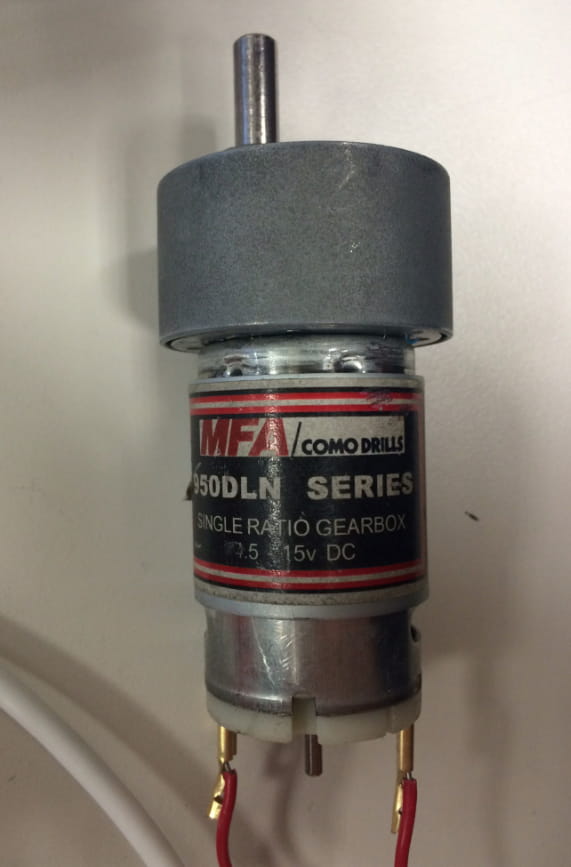 MFA/COMO DRILLS
950DLN SERIES
SINGLE RATIO GEARBOX
15v DC